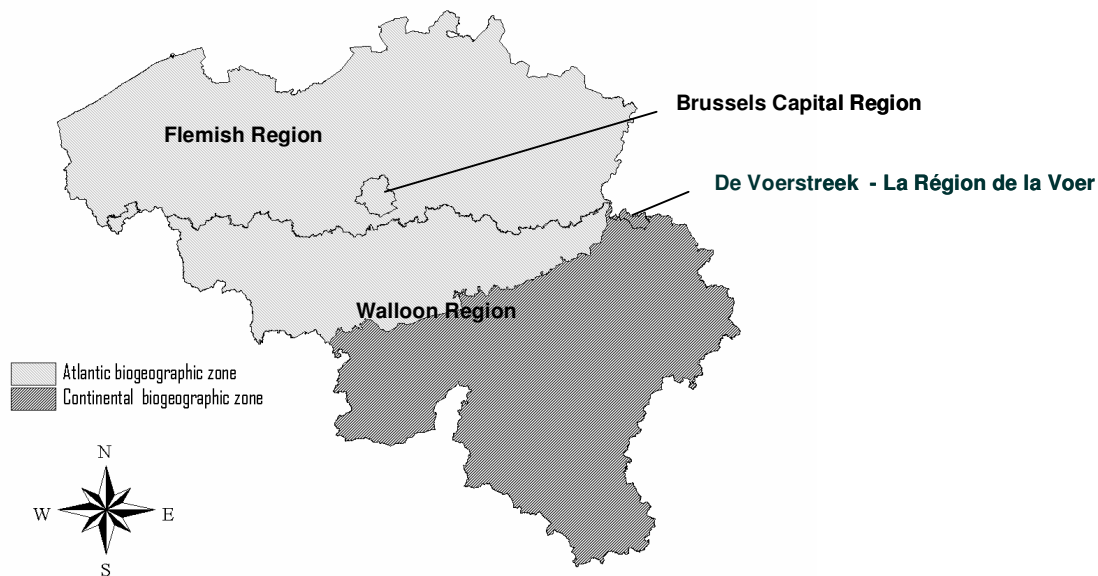 Brussels Capital Region
Flemish Region
De Voerstreek - La Région de la Voer
Walloon Region
Atlantic biogeographic zone
Continental biogeographic zone
N
W E
S